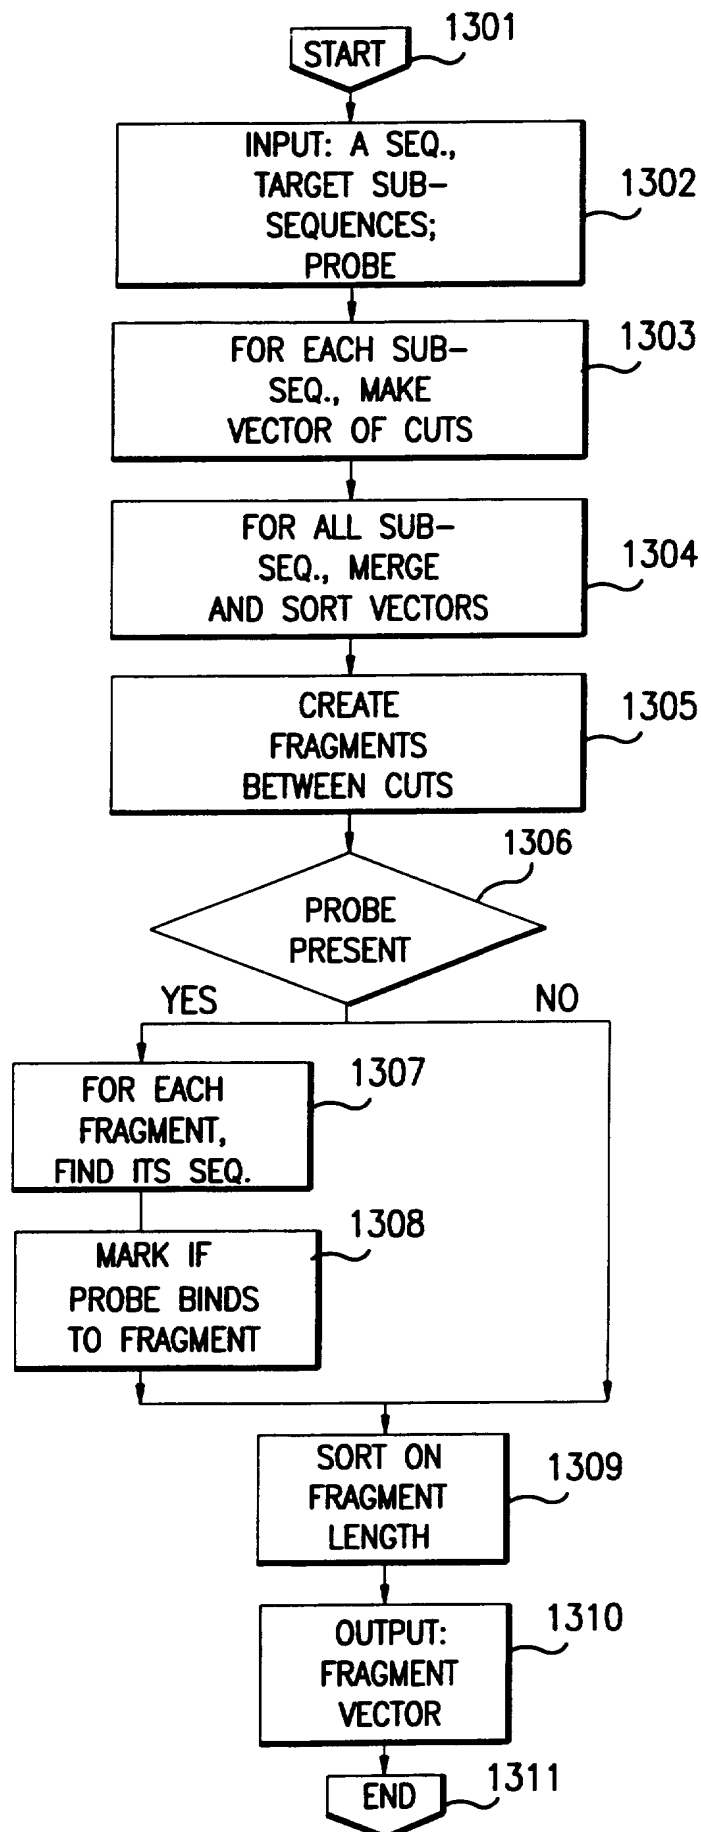 START
1301
INPUT: A SEQ.,
TARGET SUB-
SEQUENCES;
PROBE
1302
FOR EACH SUB-
SEQ., MAKE
VECTOR OF CUTS
1303
FOR ALL SUB-
SEQ., MERGE
AND SORT VECTORS
1304
CREATE
FRAGMENTS
BETWEEN CUTS
1305
1306
PROBE
PRESENT
YES
NO
FOR EACH
FRAGMENT,
FIND ITS SEQ.
1307
MARK IF
PROBE BINDS
TO FRAGMENT
1308
SORT ON
FRAGMENT
LENGTH
1309
OUTPUT:
FRAGMENT
VECTOR
1310
END
1311